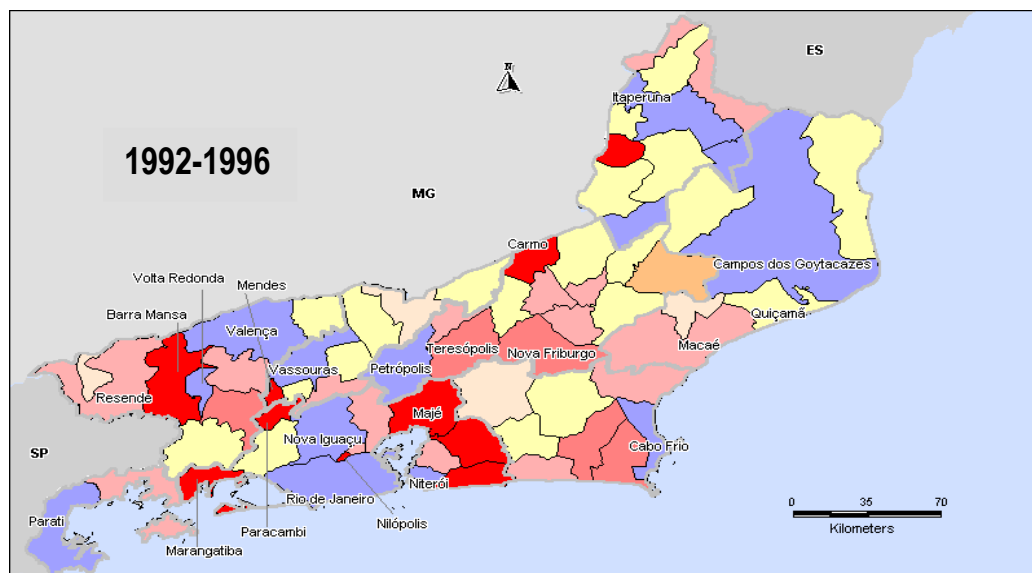 ES
N
Itaperuna
1992-1996
MG
Carmo
Campos dos Goytacazes
Volta Redonda
Mendes
Barra Mansa
Valença
Quiçamã
Teresópolis
Nova Friburgo
Macaé
Vassouras
Petrópolis
Resende
Majé
Nova Iguaçu
Cabo Frio
SP
Niterói
Rio de Janeiro
0 35 70
Kilometers
Parati
Nilópolis
Paracambi
Marangatiba